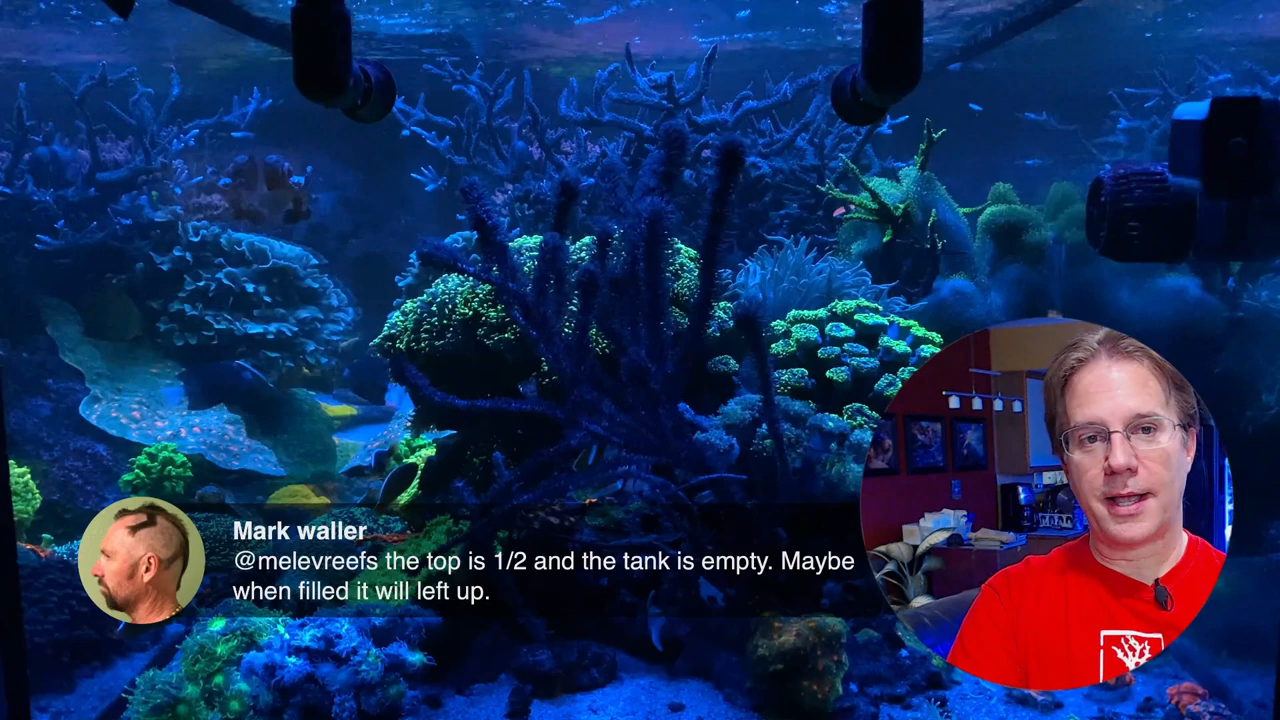 Mark waller
@melevreefs the top is 1/2 and the tank is empty. Maybe
when filled it will left up.